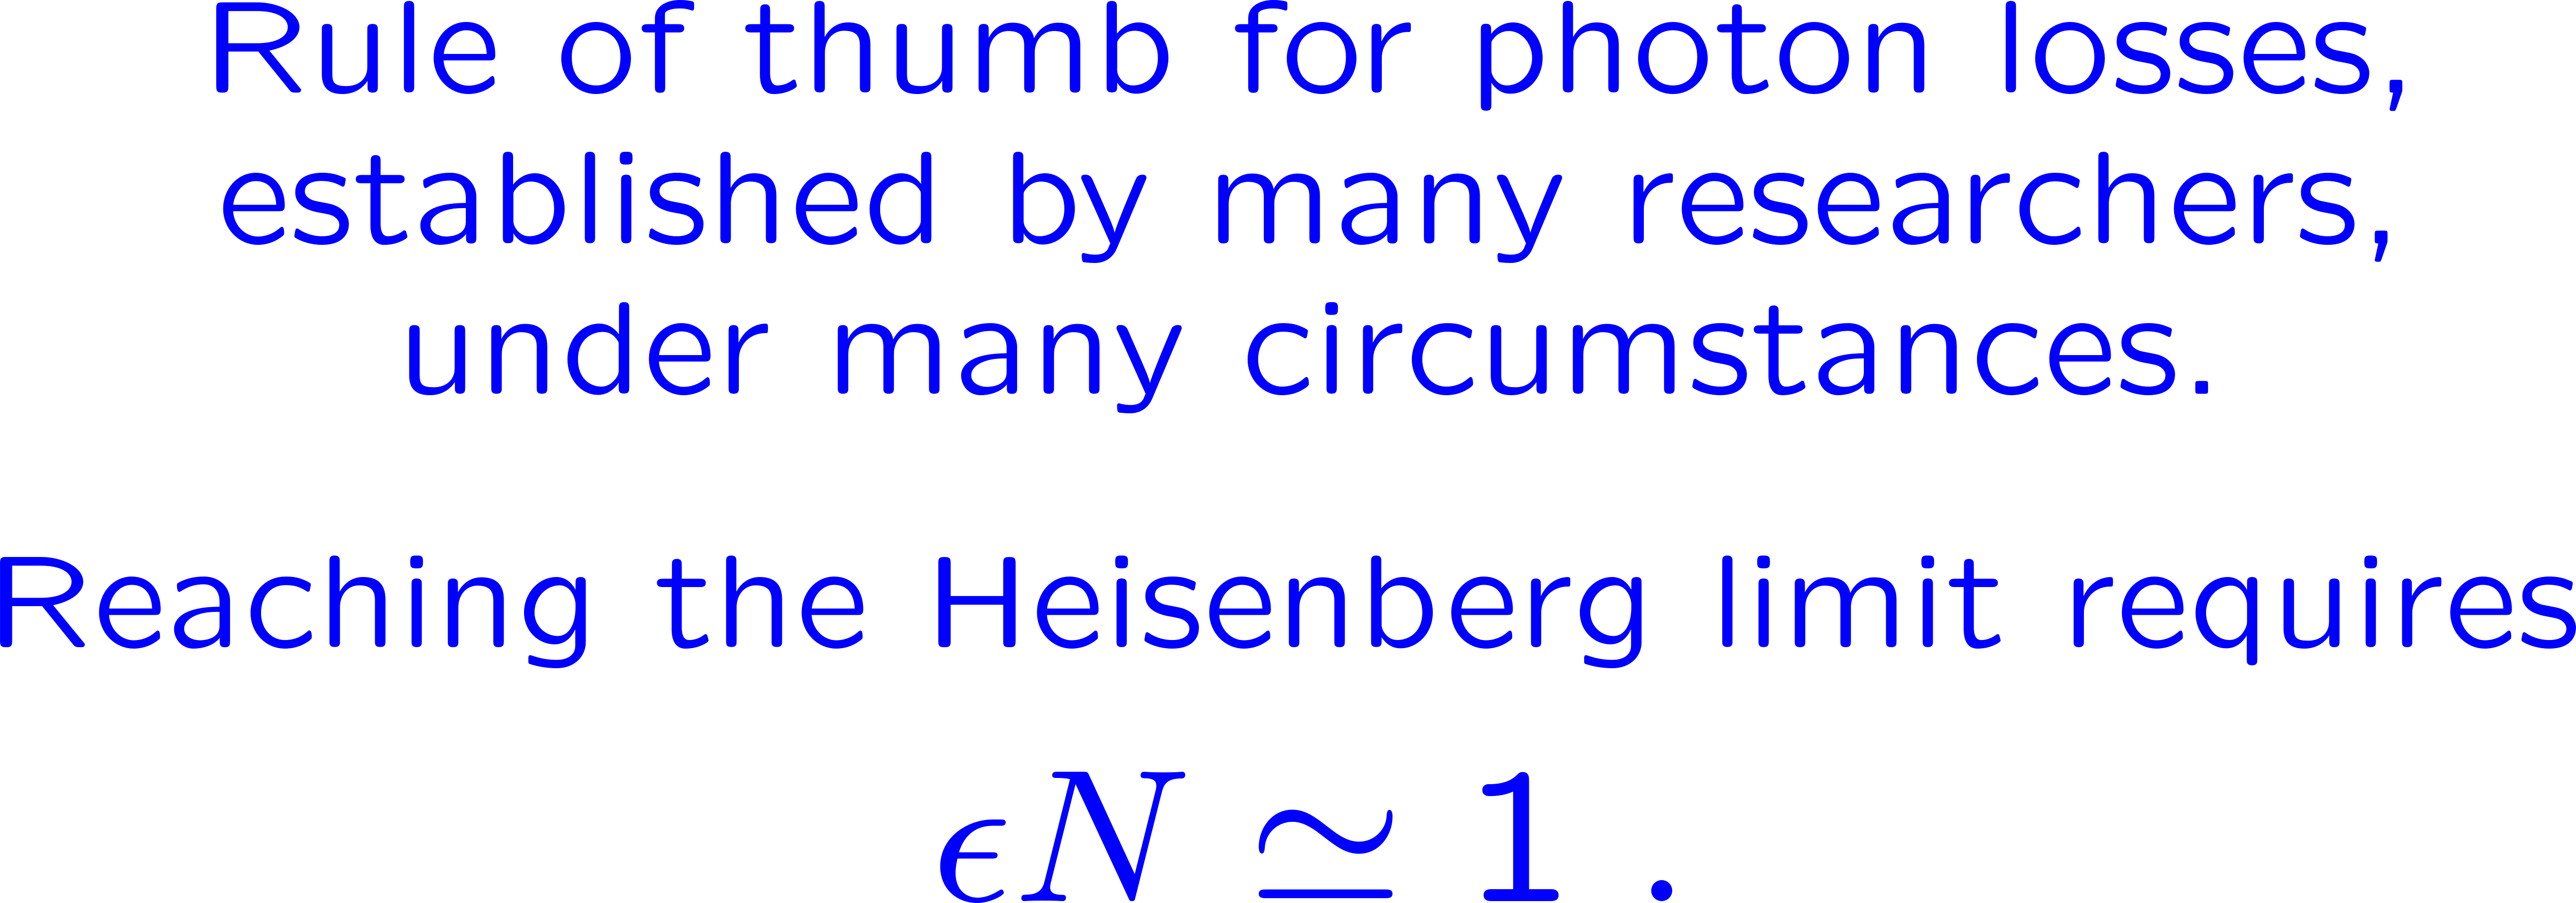 Rule of thumb for photon losses,
established by many researchers,
under many circumstances.
Reaching the Heisenberg limit requires
ϵN ≃ 1 .